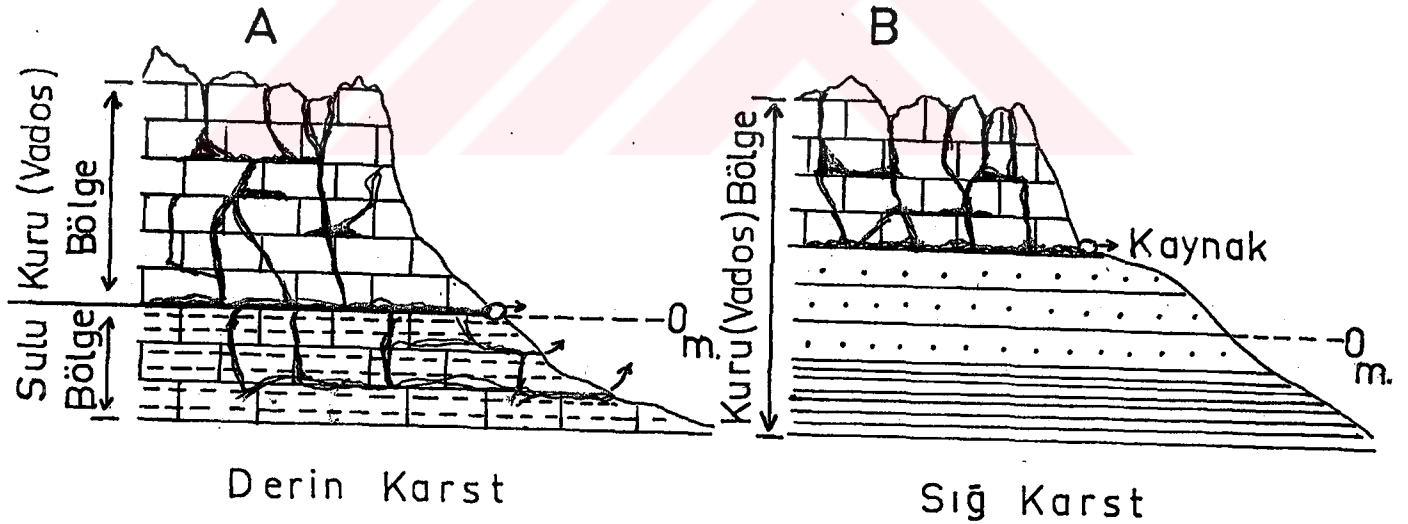 A
Kuru (Vados)
Bölge
Sulu
Bölge
0
m.
Derin Karst
B
Kuru (Vados) Bölge
Kaynak
0
m.
Sığ Karst